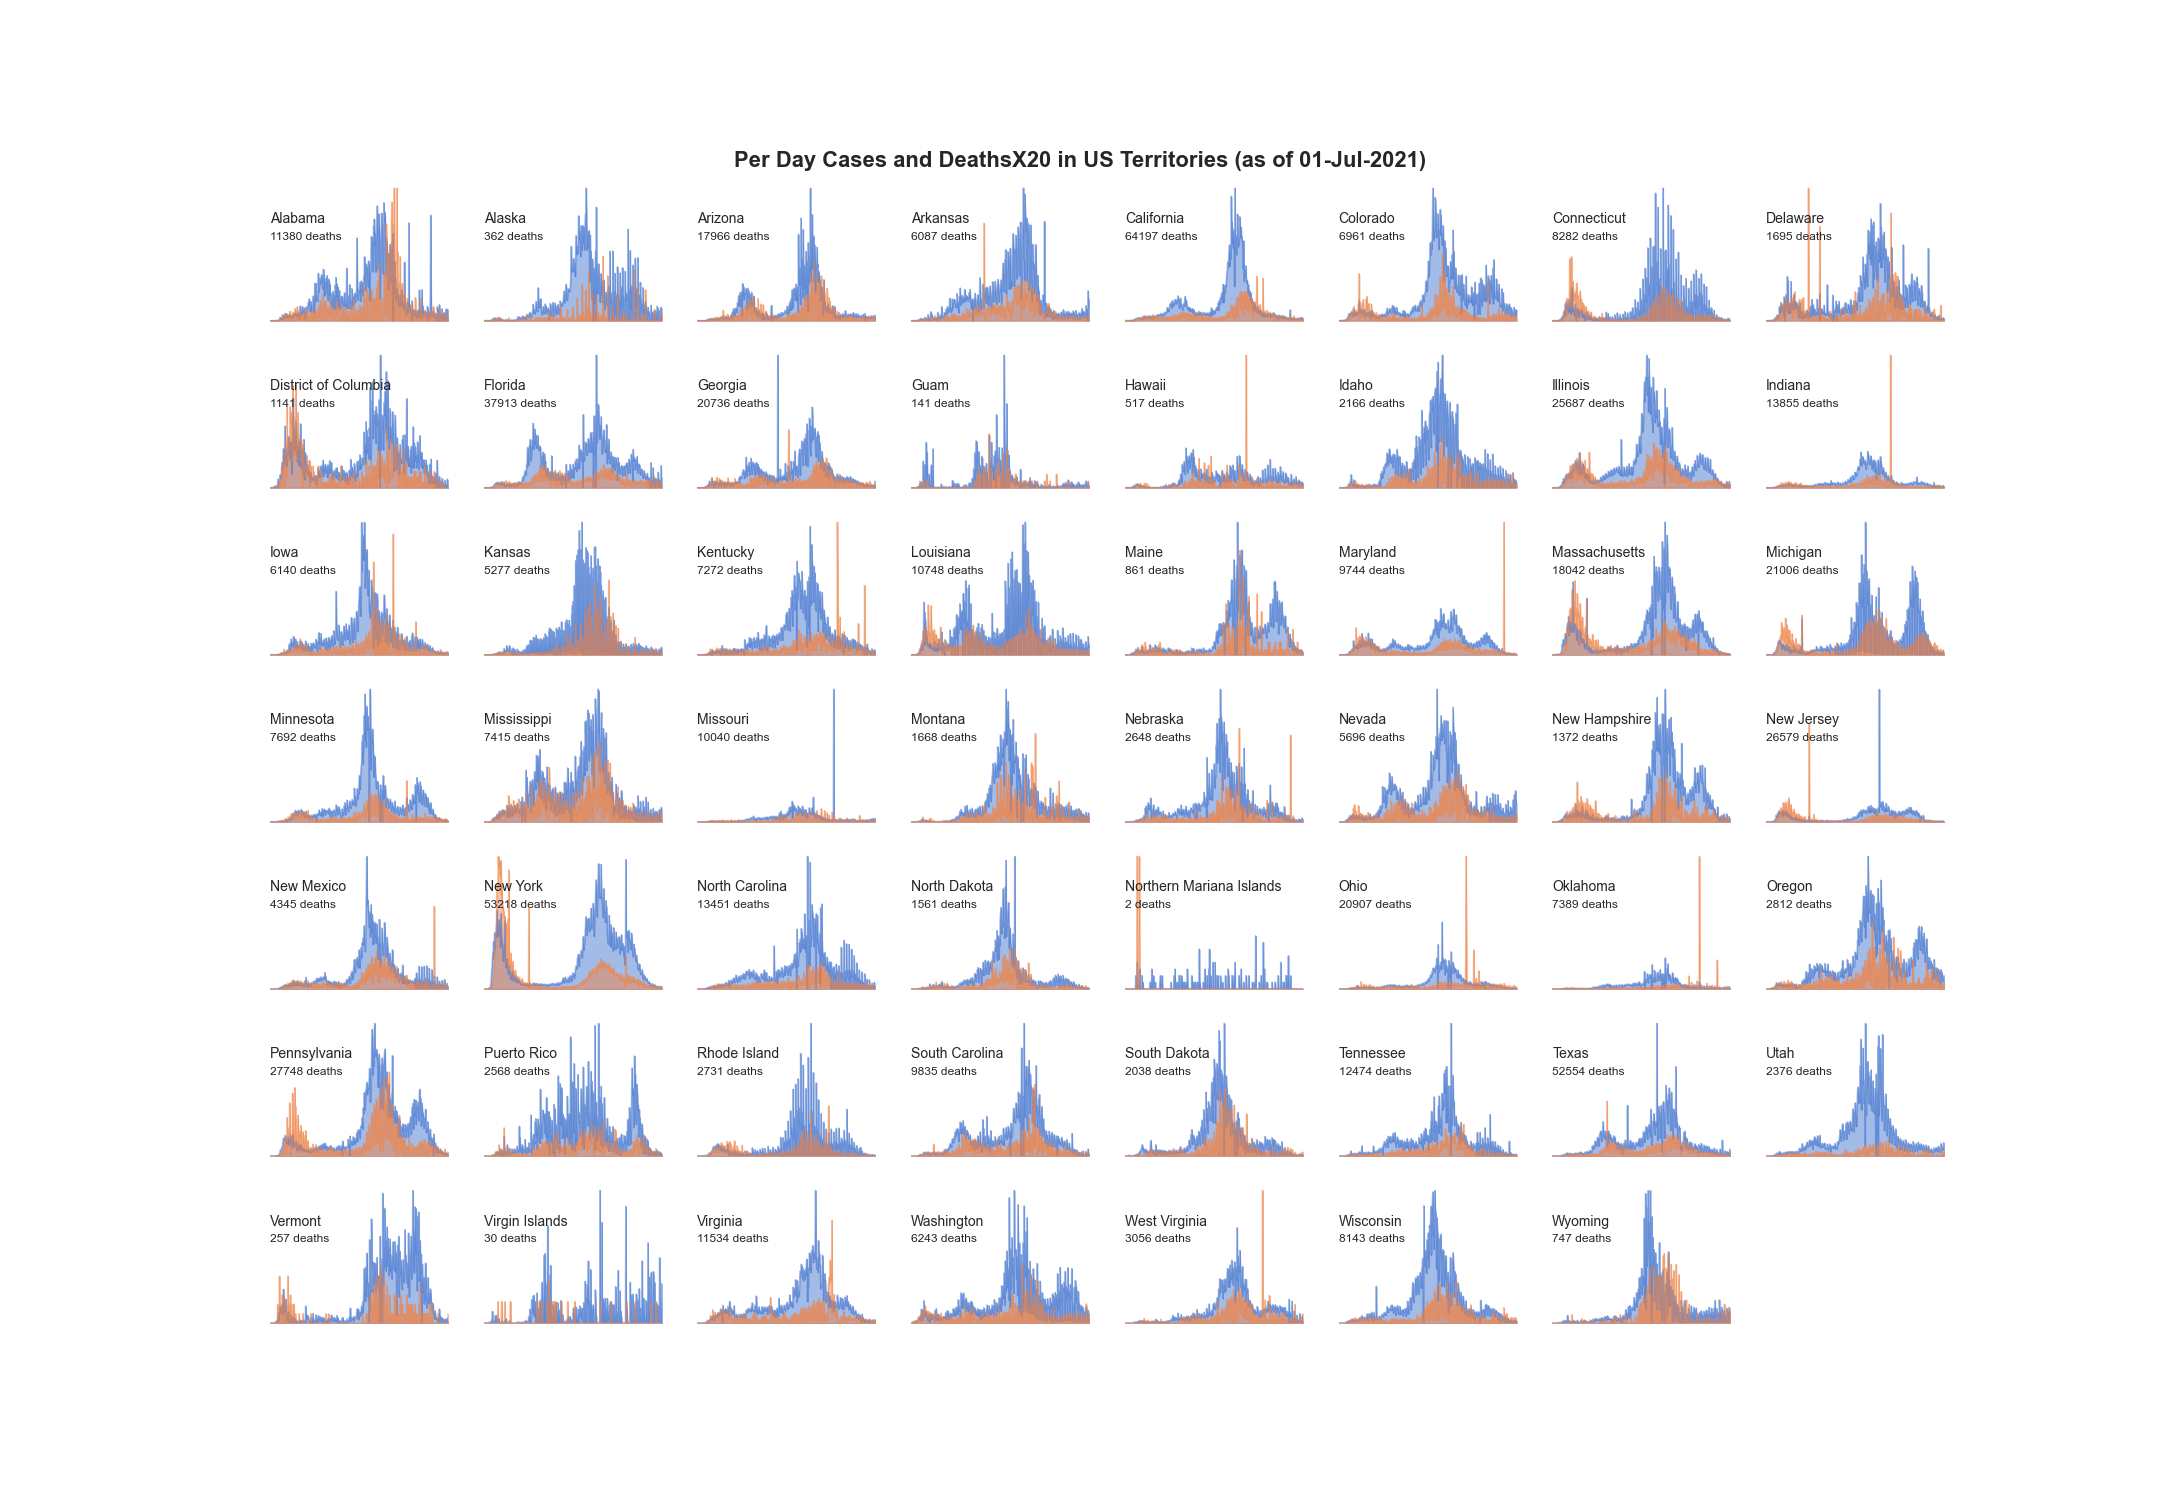 Per Day Cases and DeathsX20 in US Territories (as of 01-Jul-2021)
Alabama
11380 deaths
Alaska
362 deaths
Arizona
17966 deaths
Arkansas
6087 deaths
California
64197 deaths
Colorado
6961 deaths
Connecticut
8282 deaths
Delaware
1695 deaths
District of Columbia
1141 deaths
Florida
37913 deaths
Georgia
20736 deaths
Guam
141 deaths
Hawaii
517 deaths
Idaho
2166 deaths
Illinois
25687 deaths
Indiana
13855 deaths
Iowa
6140 deaths
Kansas
5277 deaths
Kentucky
7272 deaths
Louisiana
10748 deaths
Maine
861 deaths
Maryland
9744 deaths
Massachusetts
18042 deaths
Michigan
21006 deaths
Minnesota
7692 deaths
Mississippi
7415 deaths
Missouri
10040 deaths
Montana
1668 deaths
Nebraska
2648 deaths
Nevada
5696 deaths
New Hampshire
1372 deaths
New Jersey
26579 deaths
New Mexico
4345 deaths
New York
53218 deaths
North Carolina
13451 deaths
North Dakota
1561 deaths
Northern Mariana Islands
2 deaths
Ohio
20907 deaths
Oklahoma
7389 deaths
Oregon
2812 deaths
Pennsylvania
27748 deaths
Puerto Rico
2568 deaths
Rhode Island
2731 deaths
South Carolina
9835 deaths
South Dakota
2038 deaths
Tennessee
12474 deaths
Texas
52554 deaths
Utah
2376 deaths
Vermont
257 deaths
Virgin Islands
30 deaths
Virginia
11534 deaths
Washington
6243 deaths
West Virginia
3056 deaths
Wisconsin
8143 deaths
Wyoming
747 deaths